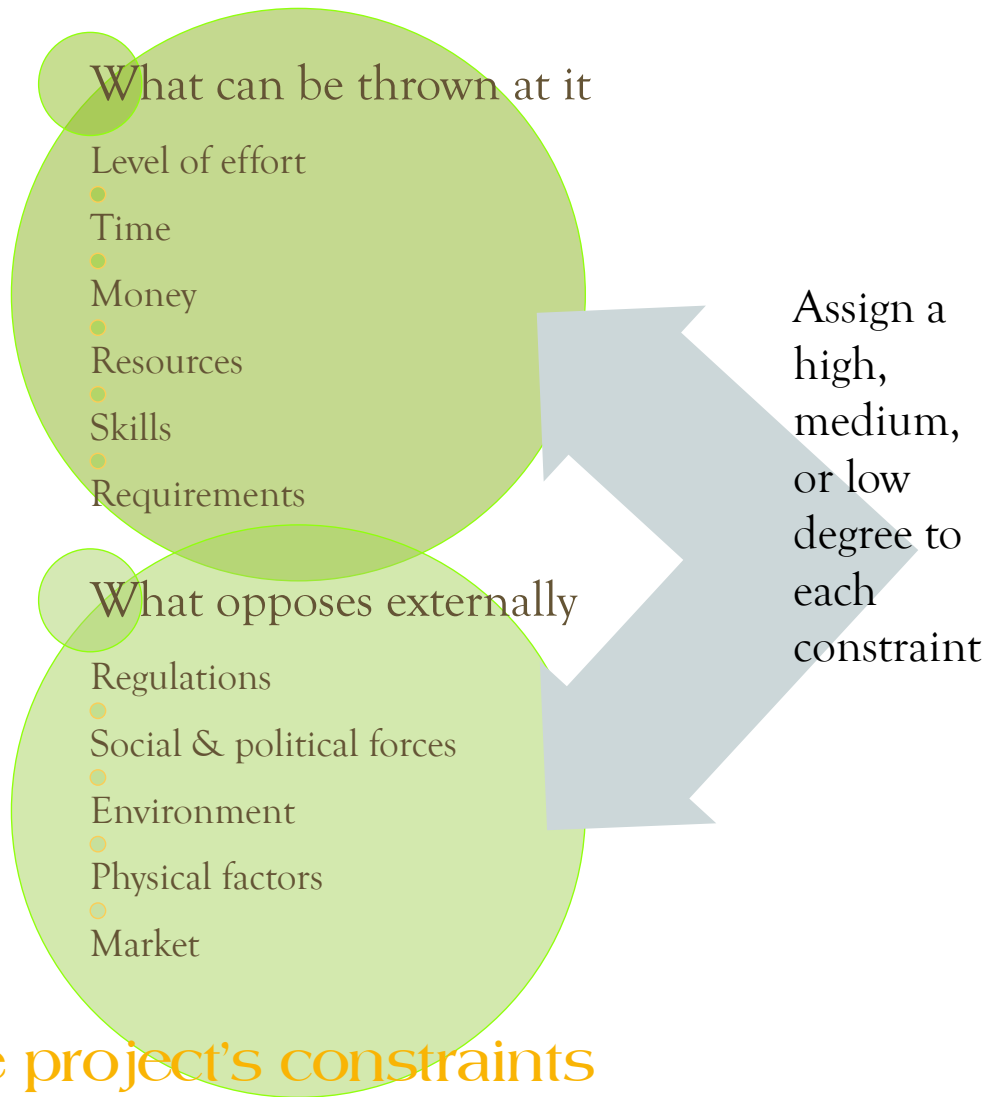 What can be thrown at it
Level of effort
Time
Money
Resources
Skills
Requirements
What opposes externally
Regulations
Social & political forces
Environment
Physical factors
Market
Assign a
high,
medium,
or low
degree to
each
constraint
project's constraints